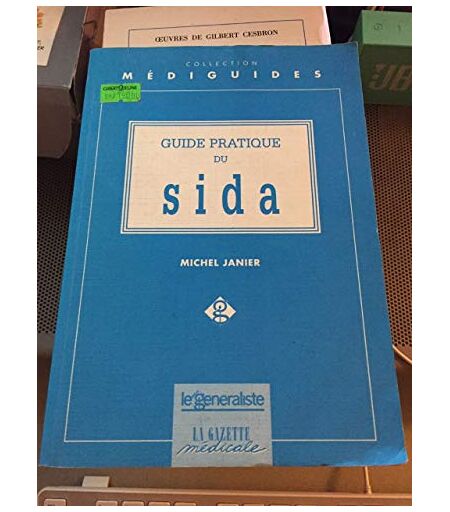 ŒUVRES DE GILBERT CESBRON
COLLECTION
MÉDIGUIDES
GUIDE PRATIQUE
DU
sida
MICHEL JANIER
g
le généraliste
LA GAZETTE
médicale